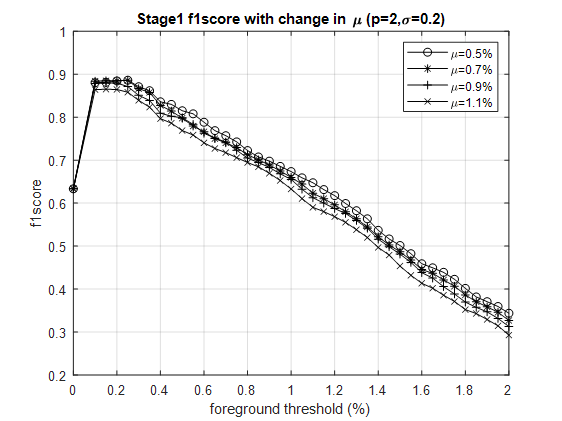 Stage1 f1score with change in μ (p=2,σ=0.2)
μ=0.5%
μ=0.7%
μ=0.9%
μ=1.1%
1
0.9
0.8
0.7
0.6
0.5
0.4
0.3
0.2
f1score
0 0.2 0.4 0.6 0.8 1 1.2 1.4 1.6 1.8 2
foreground threshold (%)